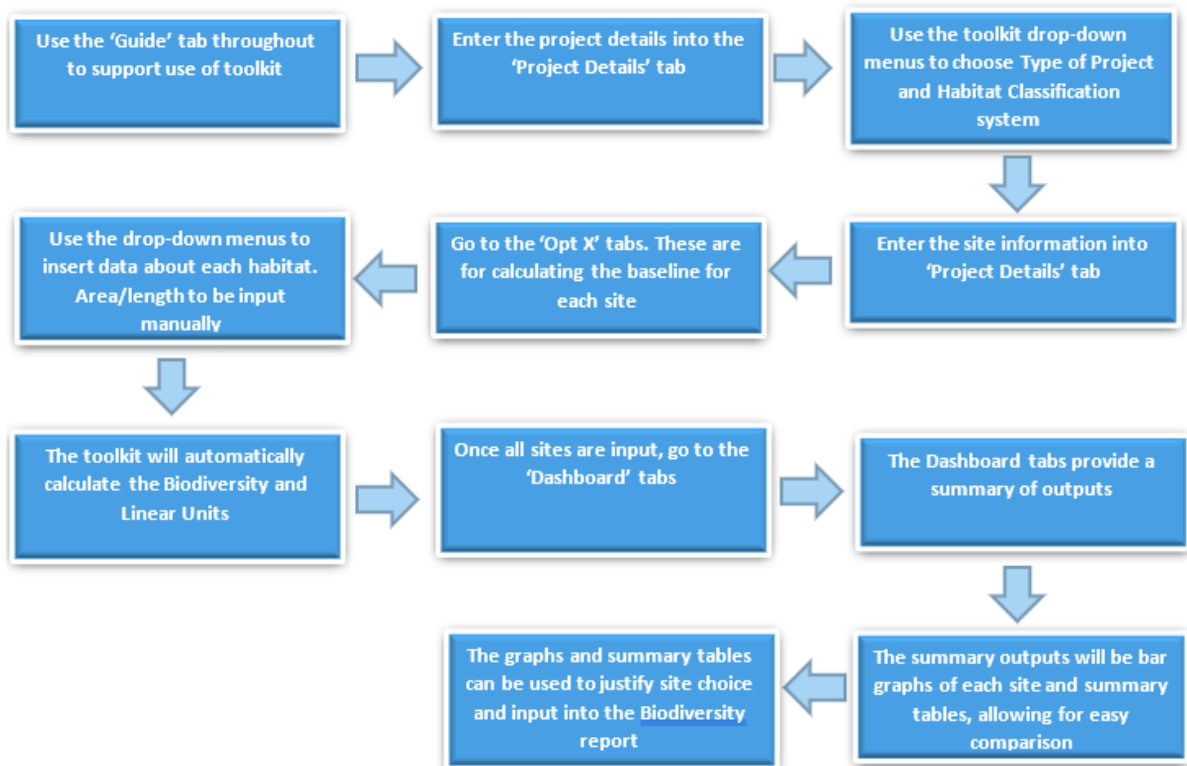 Use the ‘Guide’ tab throughout
to support use of toolkit
Enter the project details into the
‘Project Details’ tab
Use the toolkit drop-down
menus to choose Type of Project
and Habitat Classification
system
Enter the site information into
‘Project Details’ tab
Go to the ‘Opt X’ tabs. These are
for calculating the baseline for
each site
Use the drop-down menus to
insert data about each habitat.
Area/length to be input
manually
The toolkit will automatically
calculate the Biodiversity and
Linear Units
Once all sites are input, go to the
‘Dashboard’ tabs
The Dashboard tabs provide a
summary of outputs
The summary outputs will be bar
graphs of each site and summary
tables, allowing for easy
comparison
The graphs and summary tables
can be used to justify site choice
and input into the Biodiversity
report